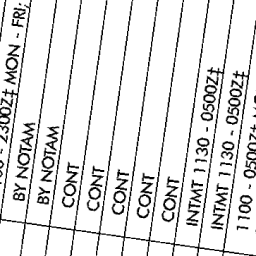 - 2300Z‡ MON - FRI;
BY NOTAM
BY NOTAM
CONT
CONT
CONT
CONT
CONT
INTMT 1130 - 0500Z‡
INTMT 1130 - 0500Z‡
1100 - 0500Z‡